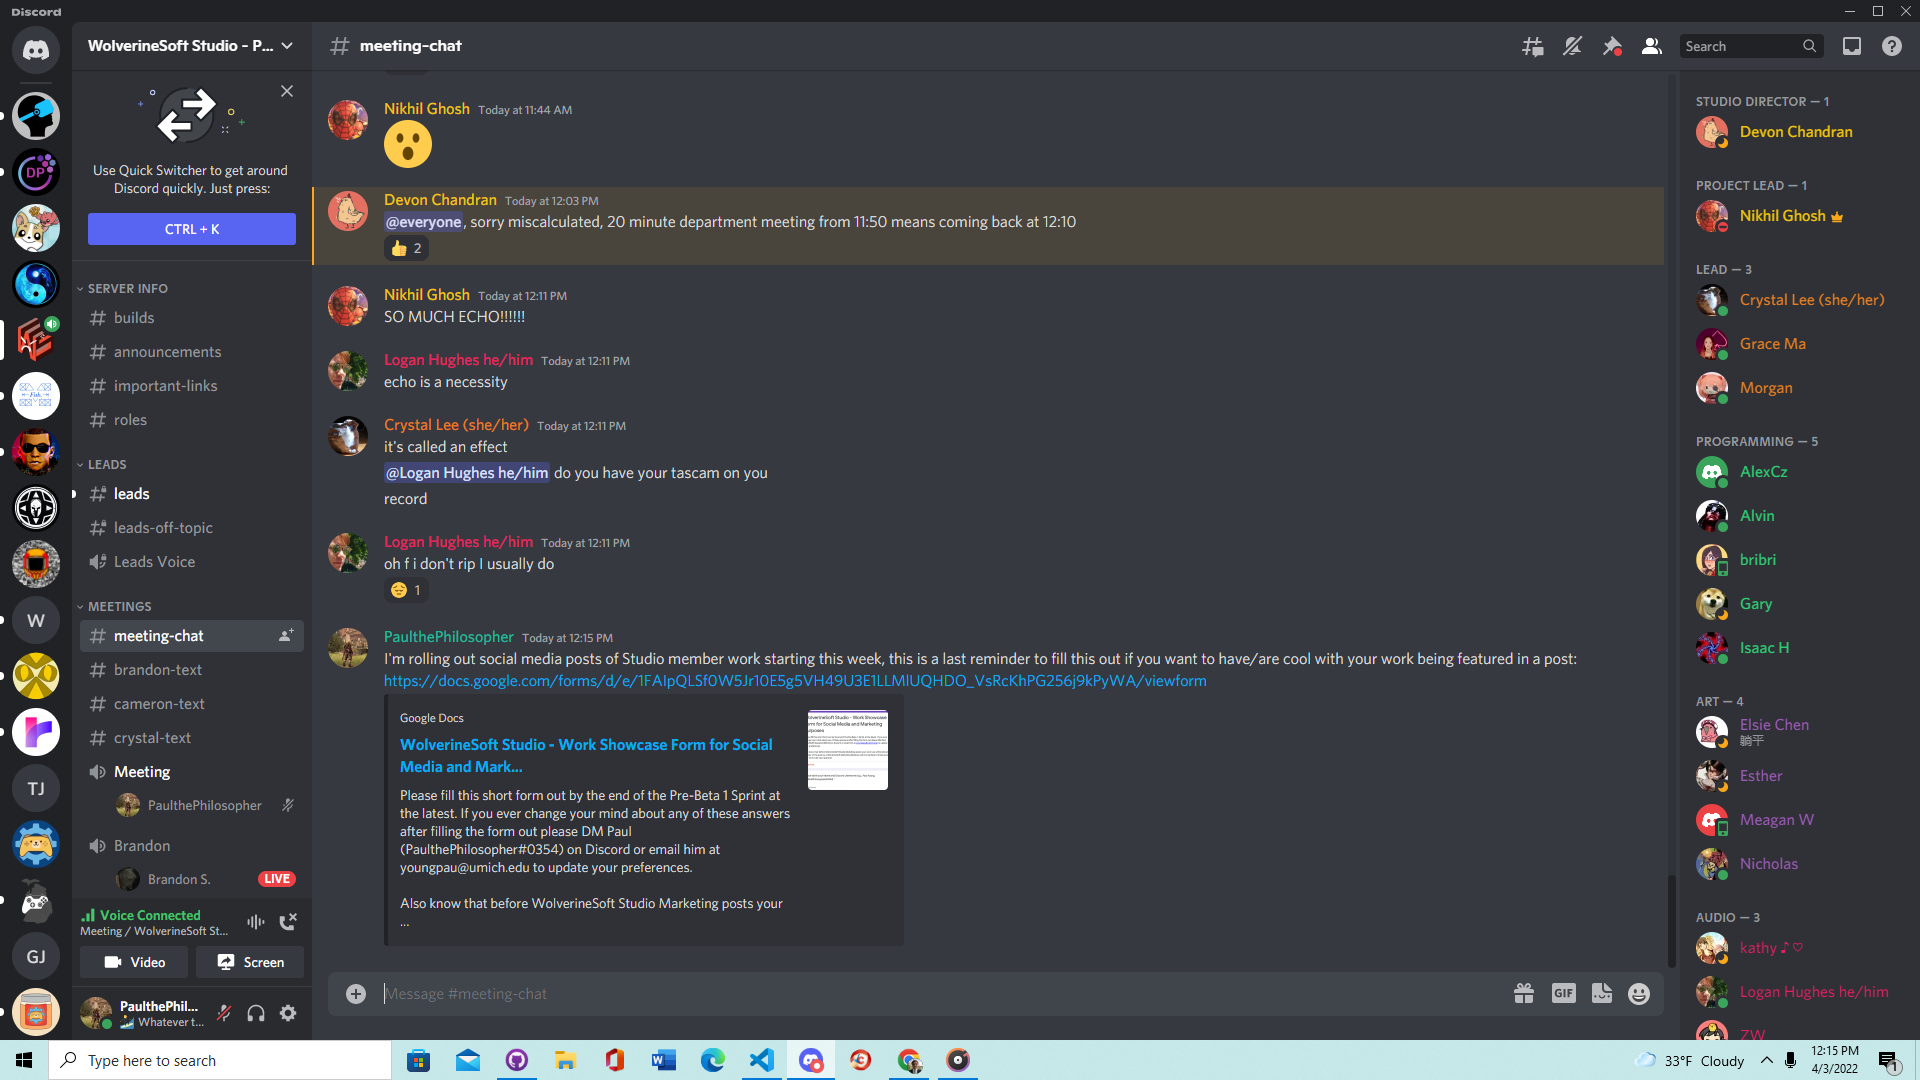 Discord
WolverineSoft Studio - P...
meeting-chat
Search
Use Quick Switcher to get around
Discord quickly. Just press:
CTRL + K
SERVER INFO
builds
announcements
important-links
roles
LEADS
leads
leads-off-topic
Leads Voice
MEETINGS
meeting-chat
brandon-text
cameron-text
crystal-text
Meeting
PaulthePhilosopher
Brandon
Brandon S. LIVE
Voice Connected
Meeting / WolverineSoft St...
Video Screen
PaulthePhil...
Whatever t...
DP
W
TJ
GJ
Nikhil Ghosh Today at 11:44 AM
Devon Chandran Today at 12:03 PM
@everyone, sorry miscalculated, 20 minute department meeting from 11:50 means coming back at 12:10
2
Nikhil Ghosh Today at 12:11 PM
SO MUCH ECHO!!!!!!
Logan Hughes he/him Today at 12:11 PM
echo is a necessity
Crystal Lee (she/her) Today at 12:11 PM
it's called an effect
@Logan Hughes he/him do you have your tascam on you
record
Logan Hughes he/him Today at 12:11 PM
oh f i don't rip I usually do
1
PaulthePhilosopher Today at 12:15 PM
I'm rolling out social media posts of Studio member work starting this week, this is a last reminder to fill this out if you want to have/are cool with your work being featured in a post:
https://docs.google.com/forms/d/e/1FAIpQLSf0W5Jr10E5g5VH49U3E1LLMlUQHDO_VsRcKhPG256j9kPyWA/viewform
Google Docs
WolverineSoft Studio - Work Showcase Form for Social
Media and Mark...
Please fill this short form out by the end of the Pre-Beta 1 Sprint at
the latest. If you ever change your mind about any of these answers
after filling the form out please DM Paul
(PaulthePhilosopher#0354) on Discord or email him at
youngpau@umich.edu to update your preferences.
Also know that before WolverineSoft Studio Marketing posts your
...
Message #meeting-chat
GIF
STUDIO DIRECTOR — 1
Devon Chandran
PROJECT LEAD — 1
Nikhil Ghosh
LEAD — 3
Crystal Lee (she/her)
Grace Ma
Morgan
PROGRAMMING — 5
AlexCz
Alvin
bribri
Gary
Isaac H
ART — 4
Elsie Chen
躺平
Esther
Meagan W
Nicholas
AUDIO — 3
kathy ♪ ♡
Logan Hughes he/him
ZW
Type here to search
33°F Cloudy
12:15 PM
4/3/2022
1